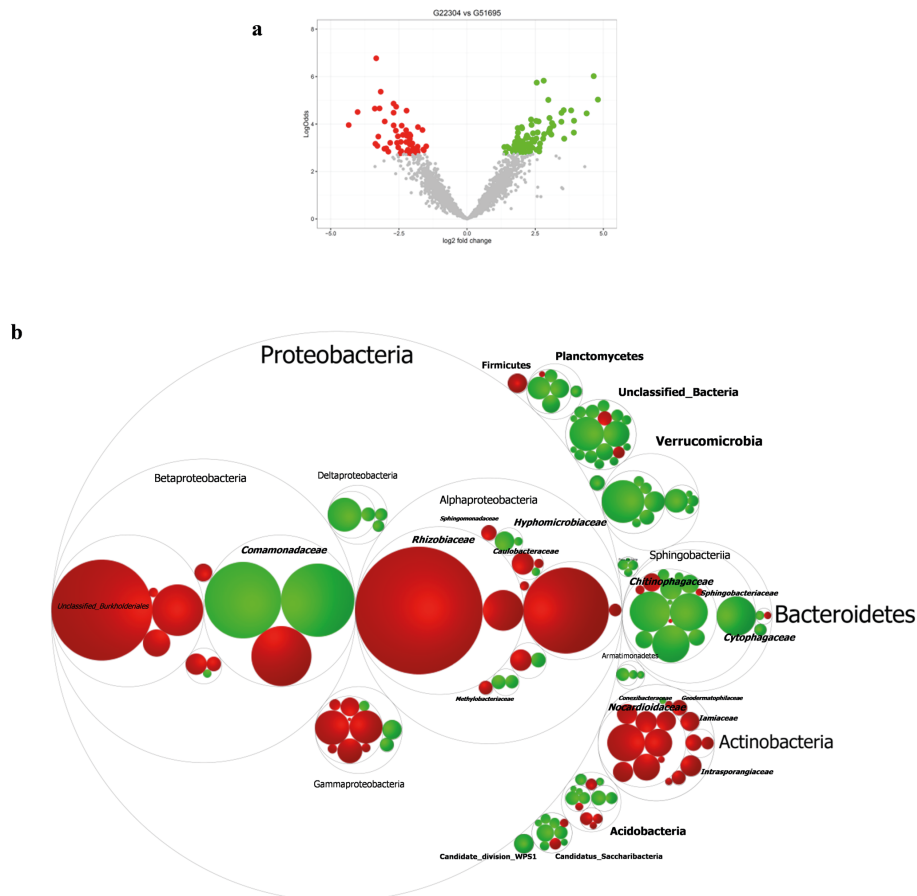 a
G22304 vs G51695
8
6
4
2
0
LogOdds
-5.0
-2.5
0.0
2.5
5.0
log2 fold change
b
Proteobacteria
Firmicutes
Planctomycetes
Unclassified_Bacteria
Verrucomicrobia
Betaproteobacteria
Deltaproteobacteria
Alphaproteobacteria
Sphingomonadaceae
Hyphomicrobiaceae
Rhizobiaceae
Comamonadaceae
Caulobacteraceae
Sphingobacteriia
Chitinophagaceae
Sphingobacteriaceae
Unclassified_Burkholderiales
Bacteroidetes
Cytophagaceae
Armatimonadetes
Methylobacteriaceae
Conexibacteraceae
Geodermatophilaceae
Nocardioidaceae
Iamiaceae
Actinobacteria
Intrasporangiaceae
Gammaproteobacteria
Acidobacteria
Candidate_division_WPS1
Candidatus_Saccharibacteria